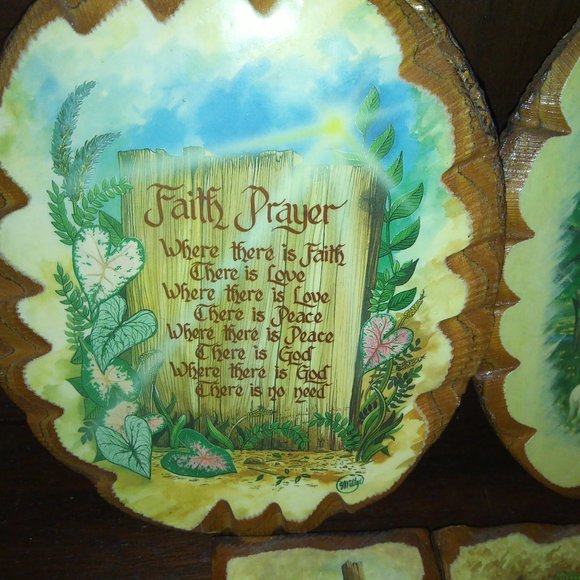 Faith Prayer
Where there is Faith
There is Love
Where there is Love
There is Peace
Where there is Peace
There is God
Where there is God
There is no need